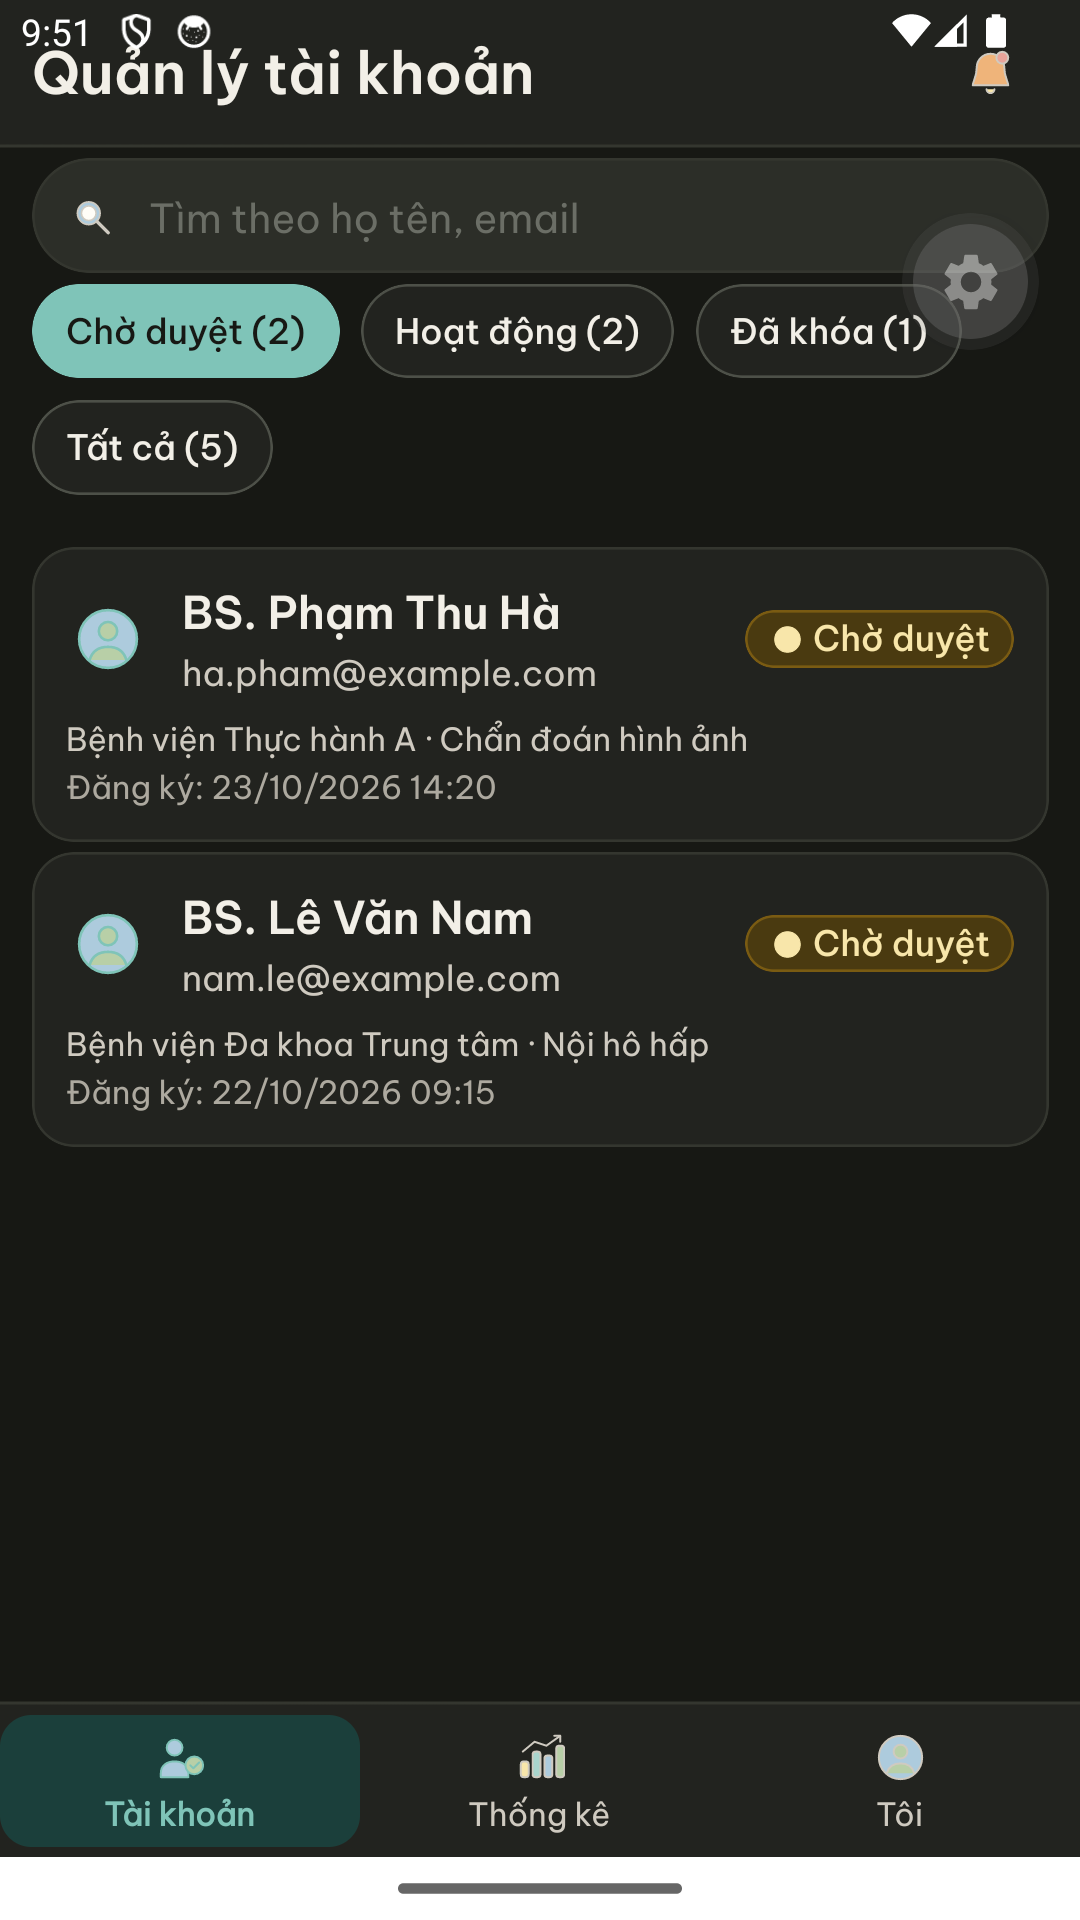 9:51
Quản lý tài khoản
Tìm theo họ tên, email
Chờ duyệt (2)
Hoạt động (2)
Đã khóa (1)
Tất cả (5)
BS. Phạm Thu Hà
ha.pham@example.com
Chờ duyệt
Bệnh viện Thực hành A · Chẩn đoán hình ảnh
Đăng ký: 23/10/2026 14:20
BS. Lê Văn Nam
nam.le@example.com
Chờ duyệt
Bệnh viện Đa khoa Trung tâm · Nội hô hấp
Đăng ký: 22/10/2026 09:15
Tài khoản
Thống kê
Tôi